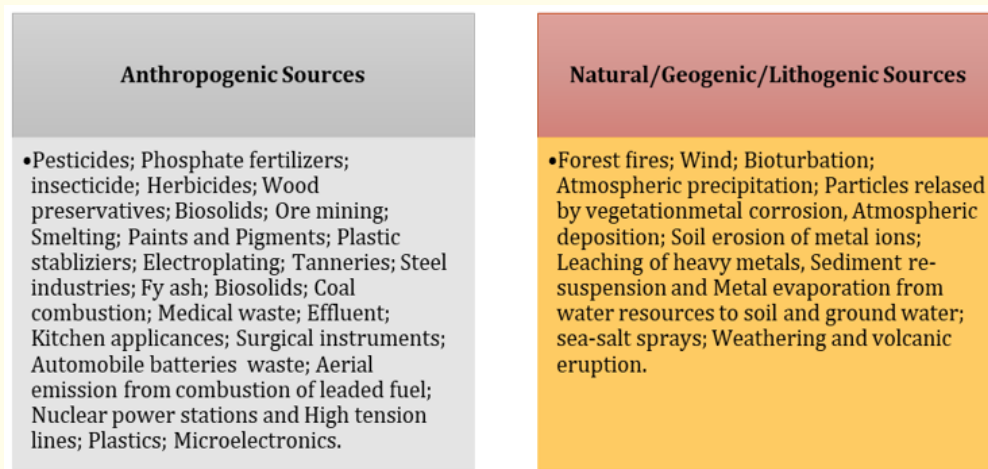 Anthropogenic Sources
•Pesticides; Phosphate fertilizers;
insecticide; Herbicides; Wood
preservatives; Biosolids; Ore mining;
Smelting; Paints and Pigments; Plastic
stabliziers; Electroplating; Tanneries; Steel
industries; Fy ash; Biosolids; Coal
combustion; Medical waste; Effluent;
Kitchen applicances; Surgical instruments;
Automobile batteries waste; Aerial
emission from combustion of leaded fuel;
Nuclear power stations and High tension
lines; Plastics; Microelectronics.
Natural/Geogenic/Lithogenic Sources
•Forest fires; Wind; Bioturbation;
Atmospheric precipitation; Particles relased
by vegetationmetal corrosion, Atmospheric
deposition; Soil erosion of metal ions;
Leaching of heavy metals, Sediment re-
suspension and Metal evaporation from
water resources to soil and ground water;
sea-salt sprays; Weathering and volcanic
eruption.